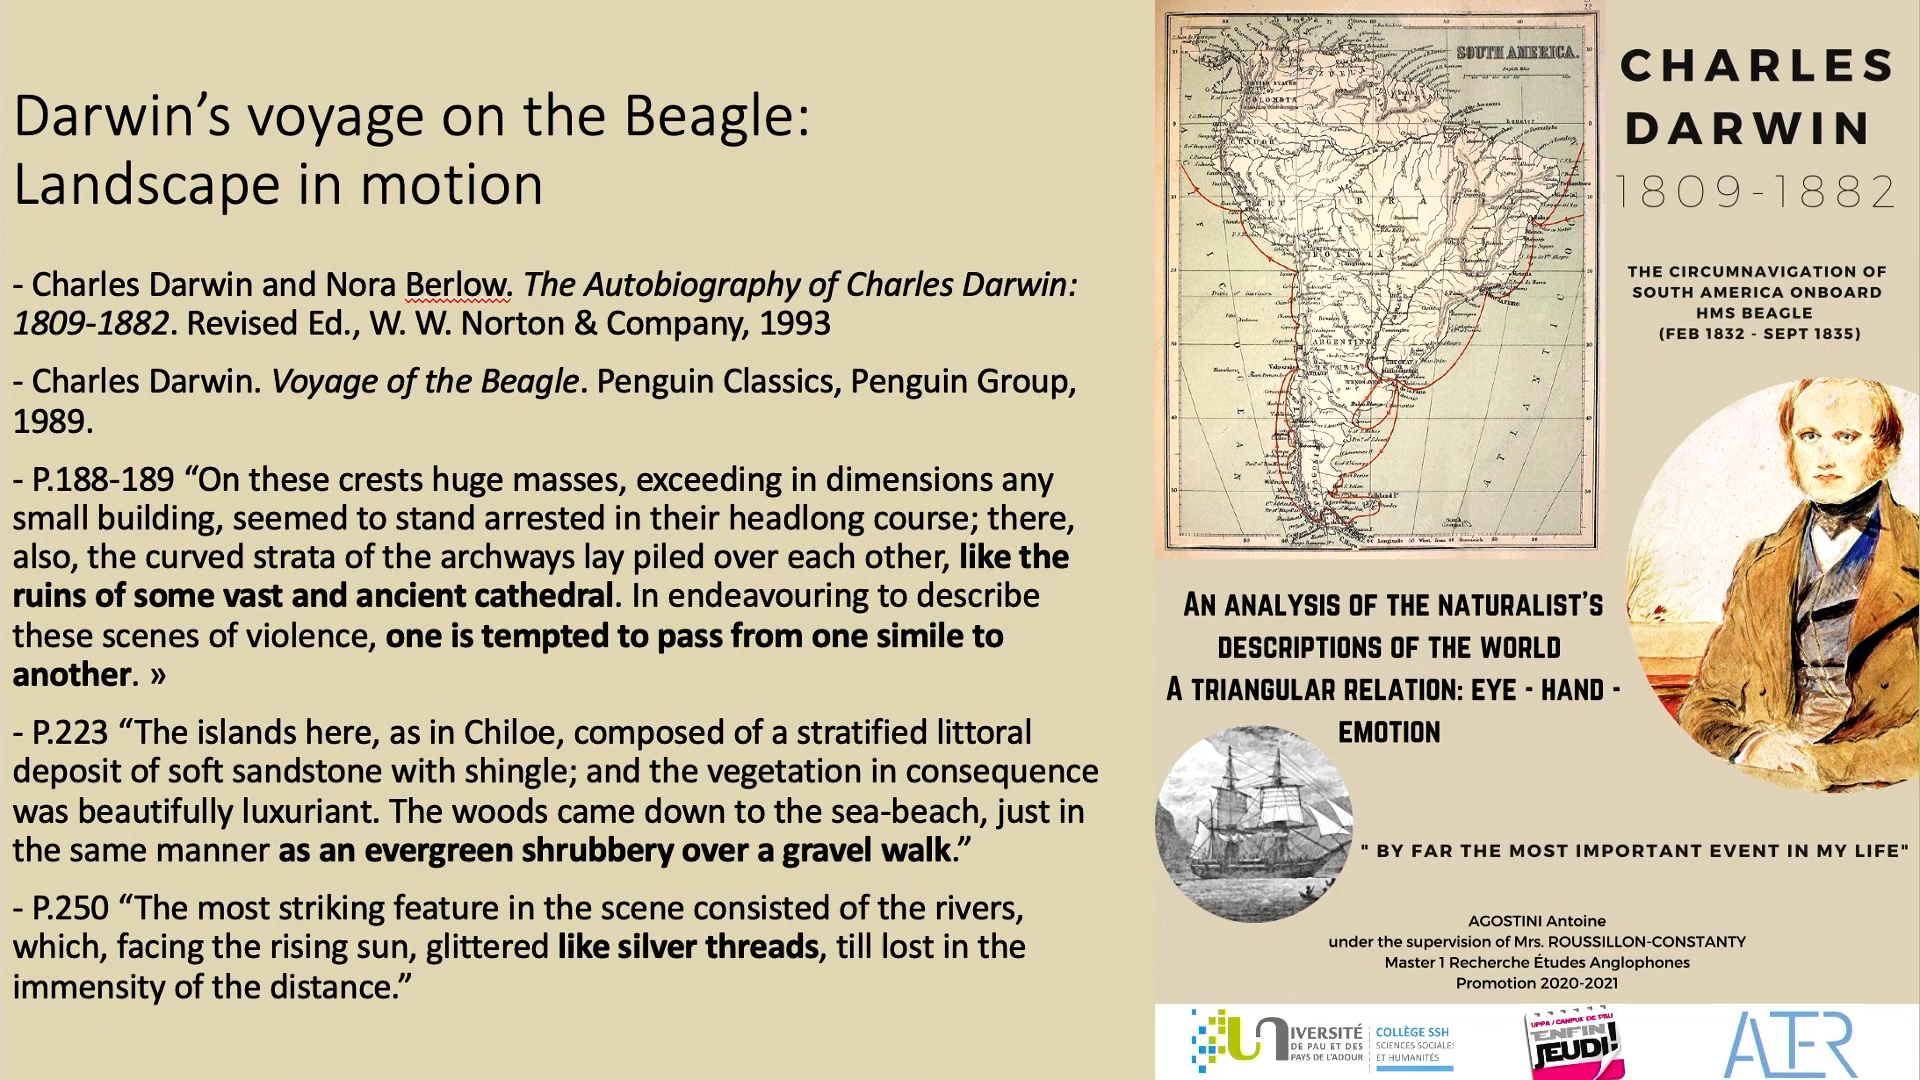 Darwin’s voyage on the Beagle:
Landscape in motion
- Charles Darwin and Nora Berlow. The Autobiography of Charles Darwin:
1809-1882. Revised Ed., W. W. Norton & Company, 1993
- Charles Darwin. Voyage of the Beagle. Penguin Classics, Penguin Group,
1989.
- P.188-189 “On these crests huge masses, exceeding in dimensions any
small building, seemed to stand arrested in their headlong course; there,
also, the curved strata of the archways lay piled over each other, like the
ruins of some vast and ancient cathedral. In endeavouring to describe
these scenes of violence, one is tempted to pass from one simile to
another. »
- P.223 “The islands here, as in Chiloe, composed of a stratified littoral
deposit of soft sandstone with shingle; and the vegetation in consequence
was beautifully luxuriant. The woods came down to the sea-beach, just in
the same manner as an evergreen shrubbery over a gravel walk.”
- P.250 “The most striking feature in the scene consisted of the rivers,
which, facing the rising sun, glittered like silver threads, till lost in the
immensity of the distance.”
SOUTH AMERICA.
COLOMBIA
BRAZIL
BOLIVIA
CHARLES
DARWIN
1809-1882
THE CIRCUMNAVIGATION OF
SOUTH AMERICA ONBOARD
HMS BEAGLE
(FEB 1832 - SEPT 1835)
AN ANALYSIS OF THE NATURALIST'S
DESCRIPTIONS OF THE WORLD
A TRIANGULAR RELATION: EYE - HAND -
EMOTION
" BY FAR THE MOST IMPORTANT EVENT IN MY LIFE"
AGOSTINI Antoine
under the supervision of Mrs. ROUSSILLON-CONSTANTY
Master 1 Recherche Études Anglophones
Promotion 2020-2021
UNIVERSITÉ
DE PAU ET DES
PAYS DE L'ADOUR
COLLÈGE SSH
SCIENCES SOCIALES
ET HUMANITÉS
UPPA / CAMPUS DE PAU
ENFIN
JEUDI!
ALTER